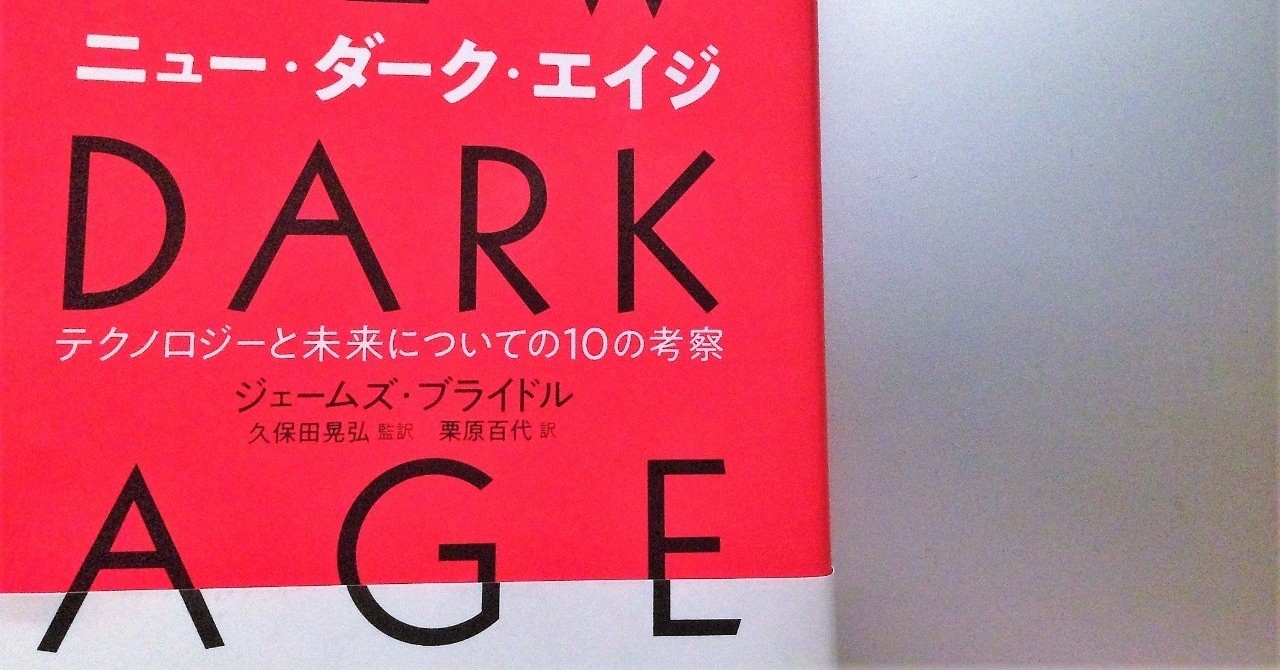 ニュー・ダーク・エイジ
DARK
テクノロジーと未来についての10の考察
ジェームズ・ブライドル
久保田晃弘 監訳 栗原百代 訳
AGE